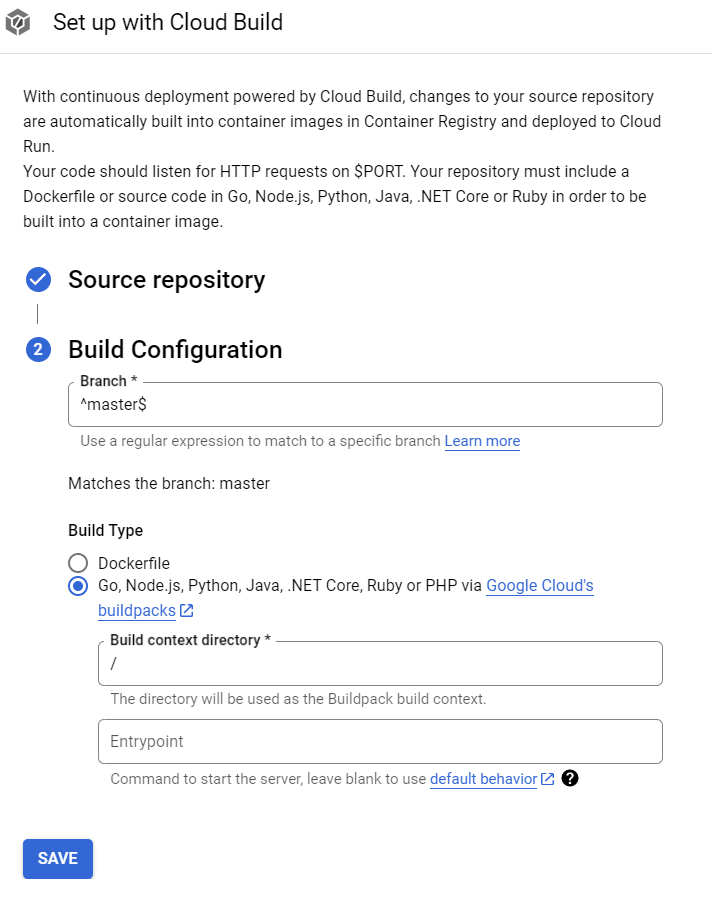 Set up with Cloud Build
With continuous deployment powered by Cloud Build, changes to your source repository
are automatically built into container images in Container Registry and deployed to Cloud
Run.
Your code should listen for HTTP requests on $PORT. Your repository must include a
Dockerfile or source code in Go, Node.js, Python, Java, .NET Core or Ruby in order to be
built into a container image.
Source repository
2 Build Configuration
Branch *
^master$
Use a regular expression to match to a specific branch Learn more
Matches the branch: master
Build Type
Dockerfile
Go, Node.js, Python, Java, .NET Core, Ruby or PHP via Google Cloud's
buildpacks
Build context directory *
/
The directory will be used as the Buildpack build context.
Entrypoint
Command to start the server, leave blank to use default behavior ?
SAVE